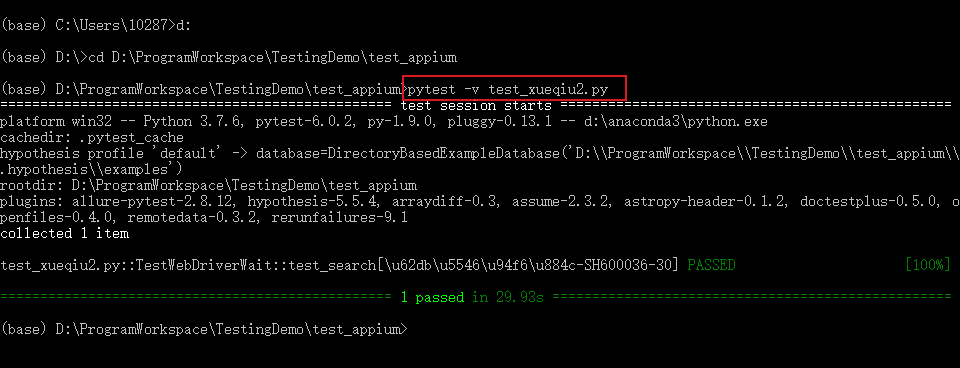 (base) C:\Users\10287>d:
(base) D:\>cd D:\ProgramWorkspace\TestingDemo\test_appium
(base) D:\ProgramWorkspace\TestingDemo\test_appium>pytest -v test_xueqiu2.py
================================================= test session starts ==================================================
platform win32 -- Python 3.7.6, pytest-6.0.2, py-1.9.0, pluggy-0.13.1 -- d:\anaconda3\python.exe
cachedir: .pytest_cache
hypothesis profile 'default' -> database=DirectoryBasedExampleDatabase('D:\\ProgramWorkspace\\TestingDemo\\test_appium\\
.hypothesis\\examples')
rootdir: D:\ProgramWorkspace\TestingDemo\test_appium
plugins: allure-pytest-2.8.12, hypothesis-5.5.4, arraydiff-0.3, assume-2.3.2, astropy-header-0.1.2, doctestplus-0.5.0, o
penfiles-0.4.0, remotedata-0.3.2, rerunfailures-9.1
collected 1 item
test_xueqiu2.py::TestWebDriverWait::test_search[\u62db\u5546\u94f6\u884c-SH600036-30] PASSED [100%]
================================================= 1 passed in 29.93s ==================================================
(base) D:\ProgramWorkspace\TestingDemo\test_appium>